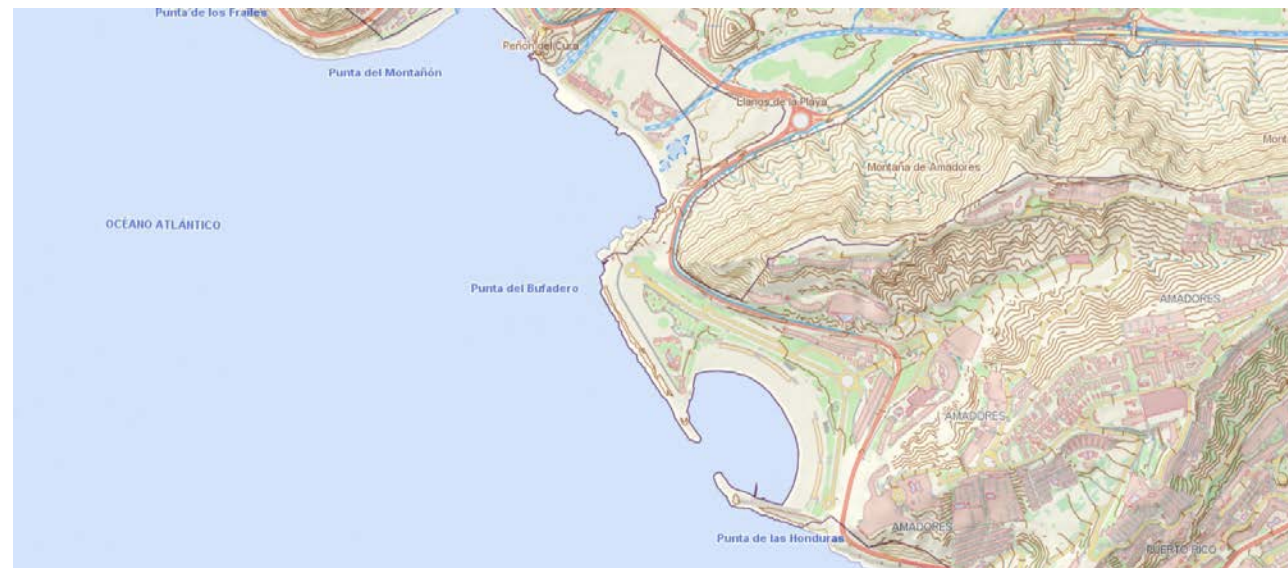 Punta de los Frailes
Peñón del Cura
Punta del Montañón
Llanos de la Playa
Mont
Montaña de Amadores
OCÉANO ATLÁNTICO
Punta del Bufadero
AMADORES
AMADORES
AMADORES
Punta de las Honduras
PUERTO RICO